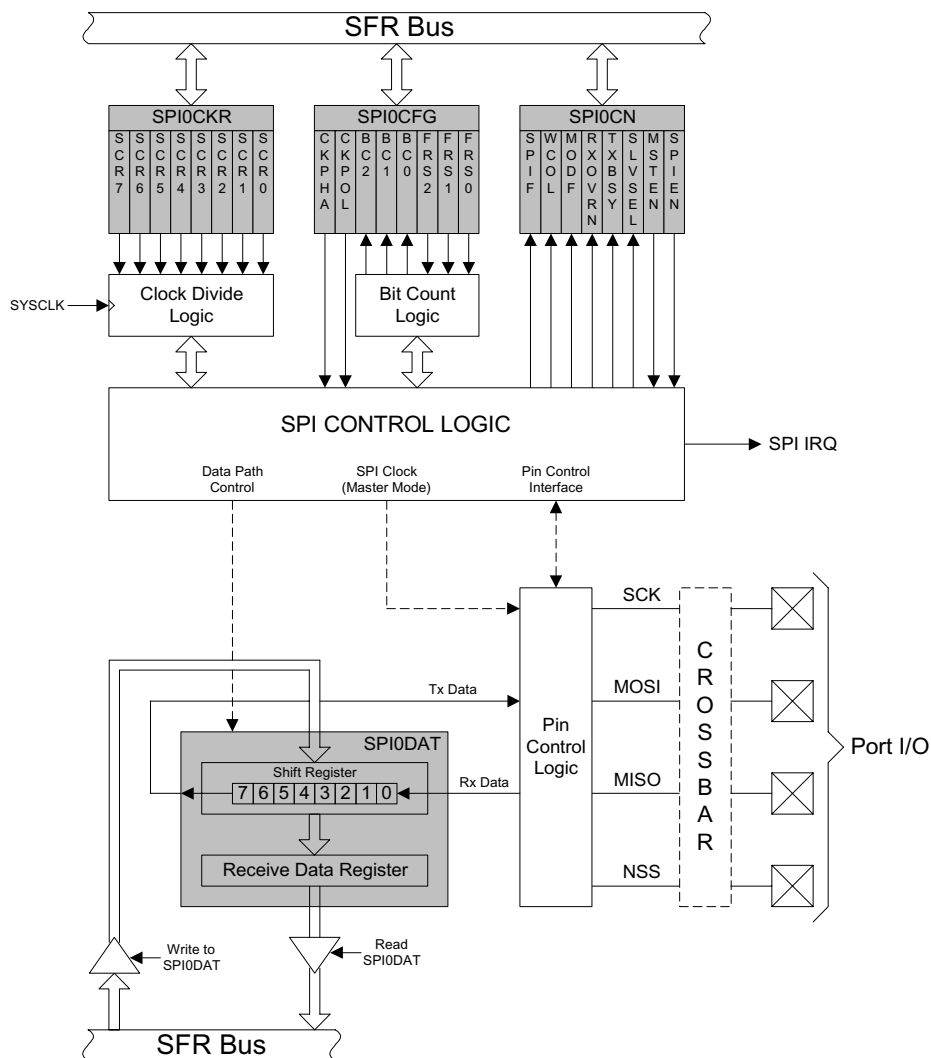 SFR Bus
SPI0CKR
SCR7
SCR6
SCR5
SCR4
SCR3
SCR2
SCR1
SCR0
SPI0CFG
CKPHA
CKPOL
BC2
BC1
BC0
FRS2
FRS1
FRS0
SPI0CN
SPIF
WCOL
MODF
RXOVRN
TXBSY
SLVSEL
MSTEN
SPIEN
SYSCLK
Clock Divide
Logic
Bit Count
Logic
SPI CONTROL LOGIC
SPI IRQ
Data Path
Control
SPI Clock
(Master Mode)
Pin Control
Interface
SCK
MOSI
MISO
NSS
CROSSBAR
Port I/O
Pin
Control
Logic
Tx Data
Rx Data
SPI0DAT
Shift Register
7 6 5 4 3 2 1 0
Receive Data Register
Write to
SPI0DAT
Read
SPI0DAT
SFR Bus